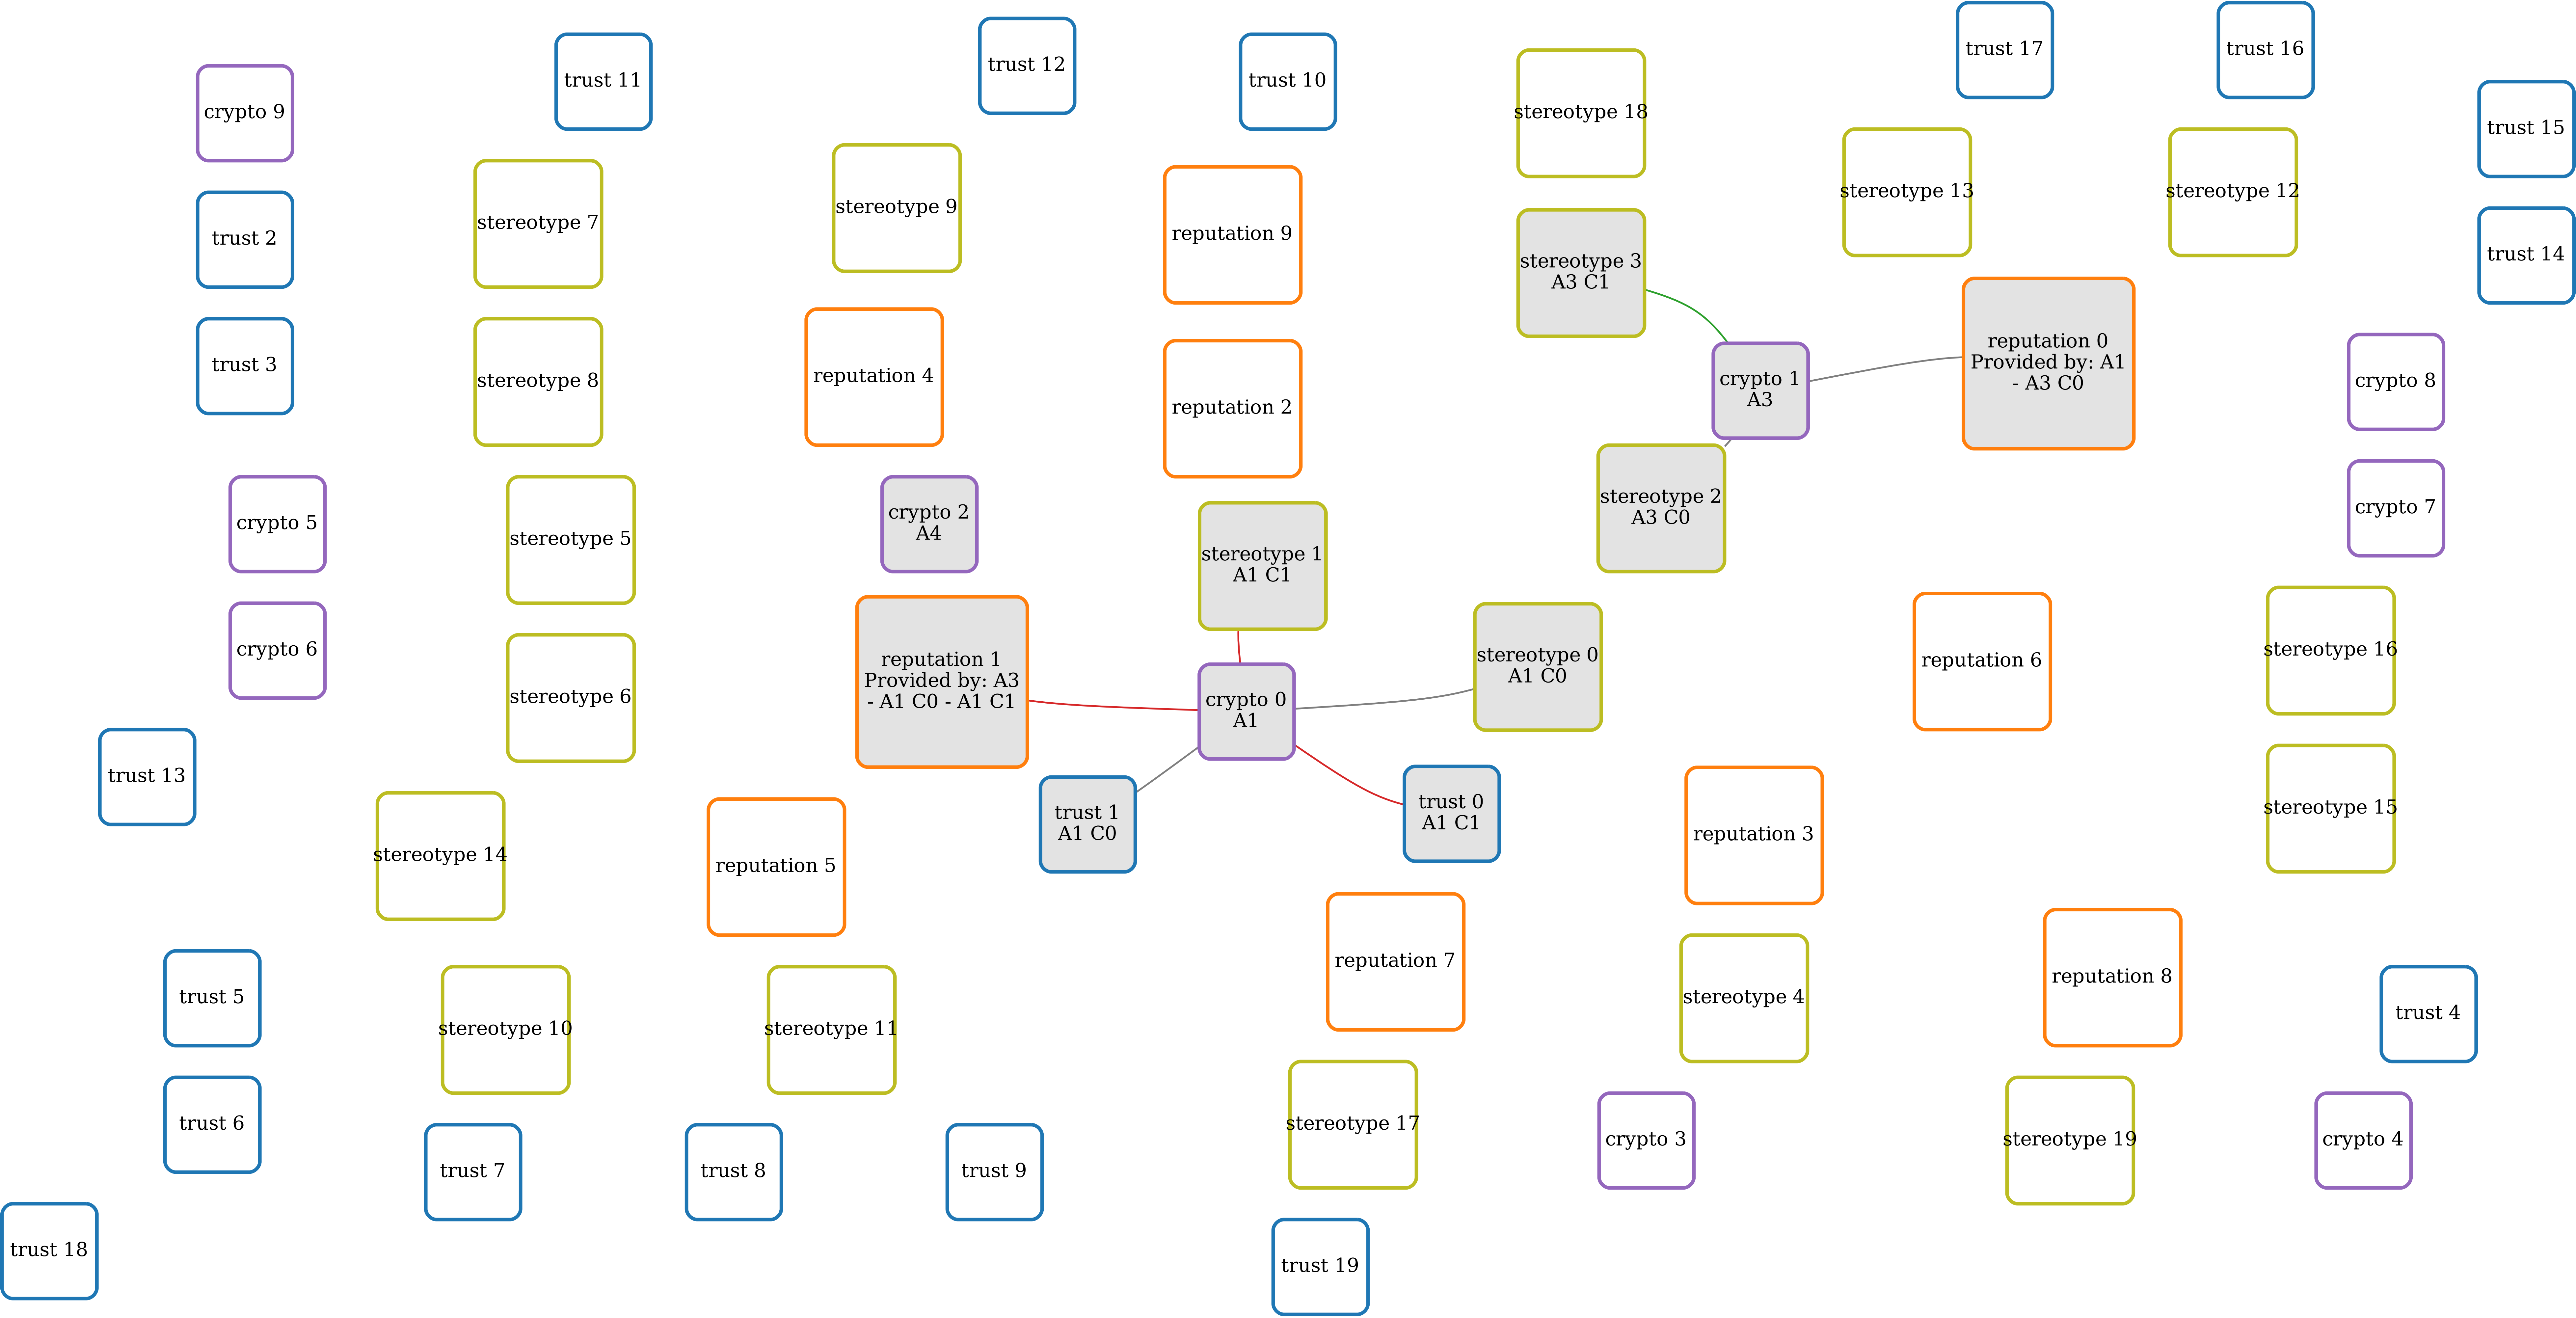 trust 17
trust 16
trust 12
trust 11
trust 10
crypto 9
stereotype 18
trust 15
stereotype 13
stereotype 12
stereotype 9
stereotype 7
trust 2
reputation 9
trust 14
stereotype 3
A3 C1
reputation 0
Provided by: A1
- A3 C0
trust 3
stereotype 8
reputation 4
crypto 1
A3
crypto 8
reputation 2
stereotype 2
A3 C0
crypto 7
crypto 5
stereotype 5
crypto 2
A4
stereotype 1
A1 C1
crypto 6
stereotype 6
reputation 1
Provided by: A3
- A1 C0 - A1 C1
stereotype 0
A1 C0
reputation 6
stereotype 16
crypto 0
A1
trust 13
trust 1
A1 C0
trust 0
A1 C1
reputation 3
stereotype 15
stereotype 14
reputation 5
reputation 7
reputation 8
trust 5
stereotype 4
trust 4
stereotype 10
stereotype 11
trust 6
stereotype 17
crypto 3
stereotype 19
crypto 4
trust 7
trust 8
trust 9
trust 18
trust 19